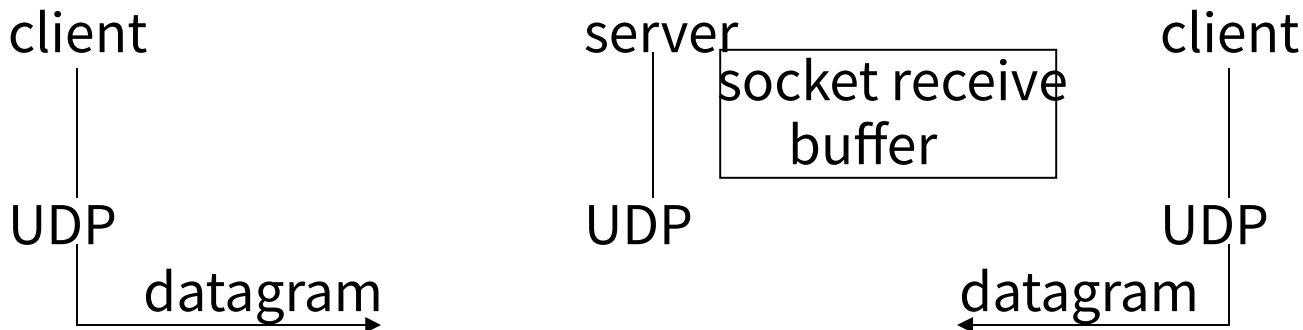 client
server
client
socket receive
buffer
UDP
UDP
UDP
datagram
datagram